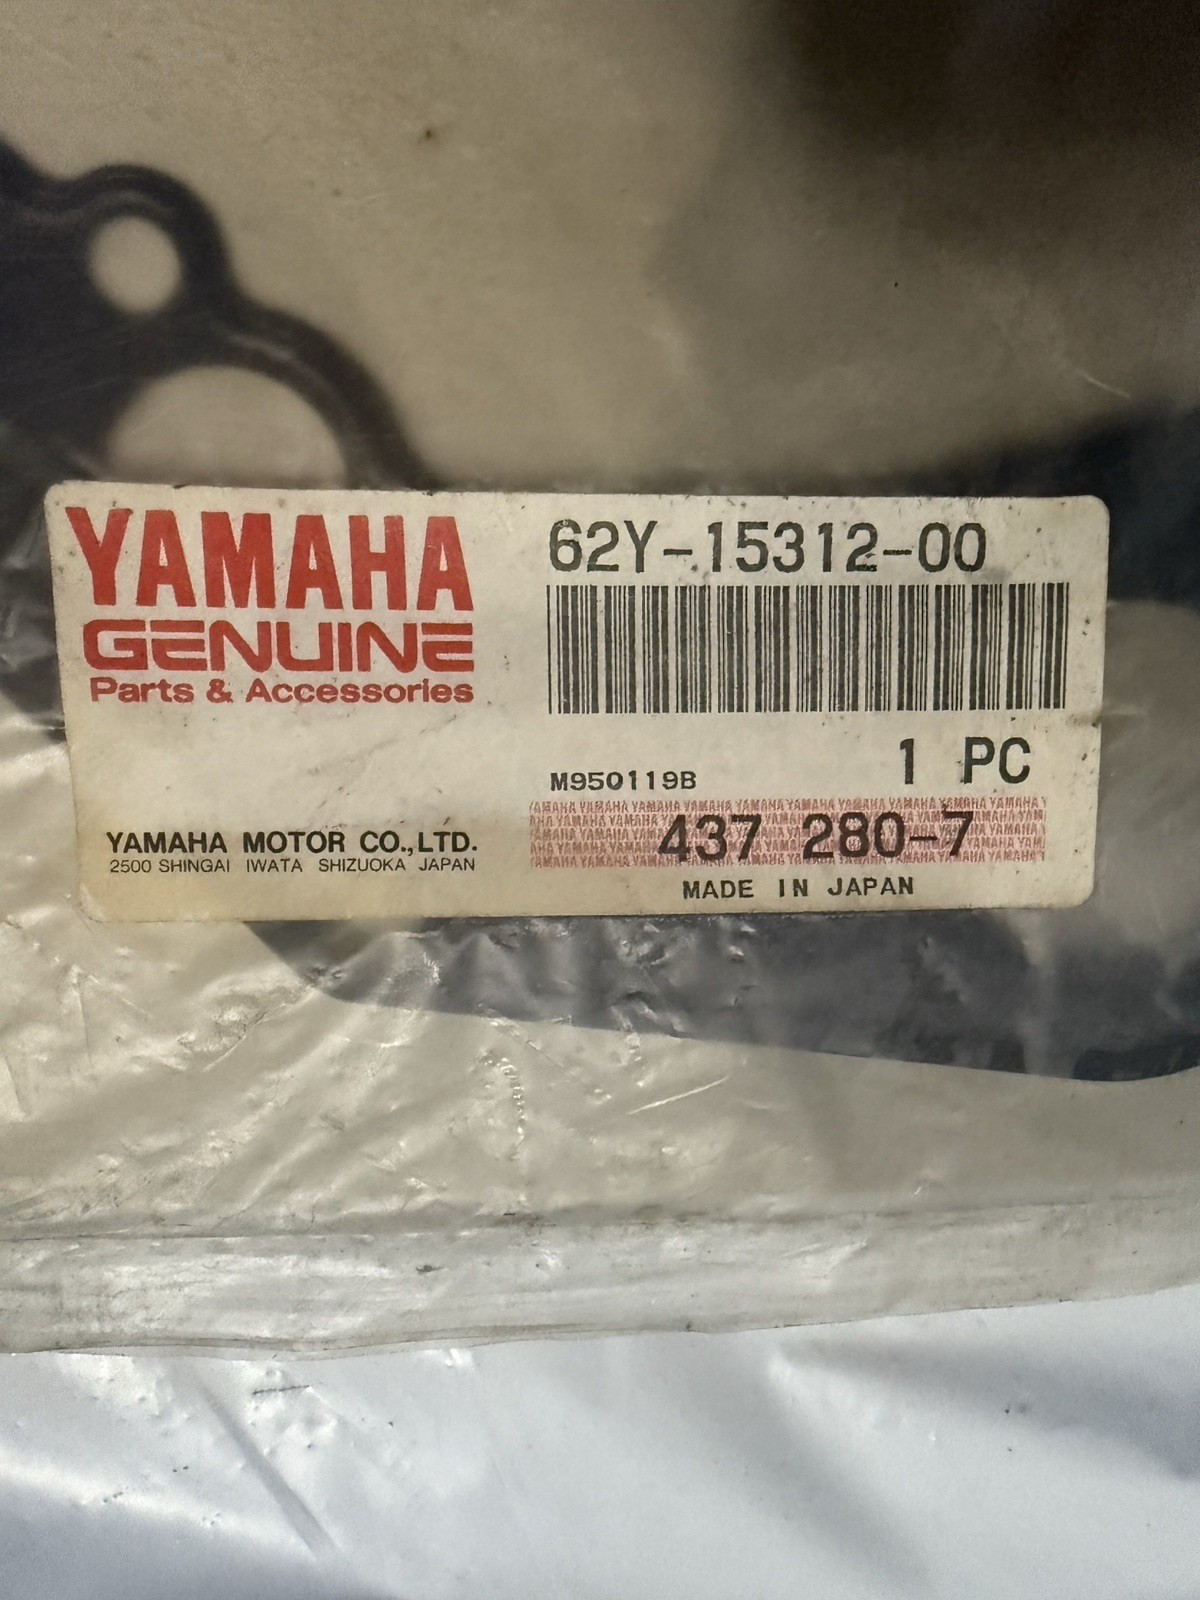 YAMAHA
GENUINE
Parts & Accessories
62Y-15312-00
1 PC
M950119B
437 280-7
YAMAHA MOTOR CO.,LTD.
2500 SHINGAI IWATA SHIZUOKA JAPAN
MADE IN JAPAN